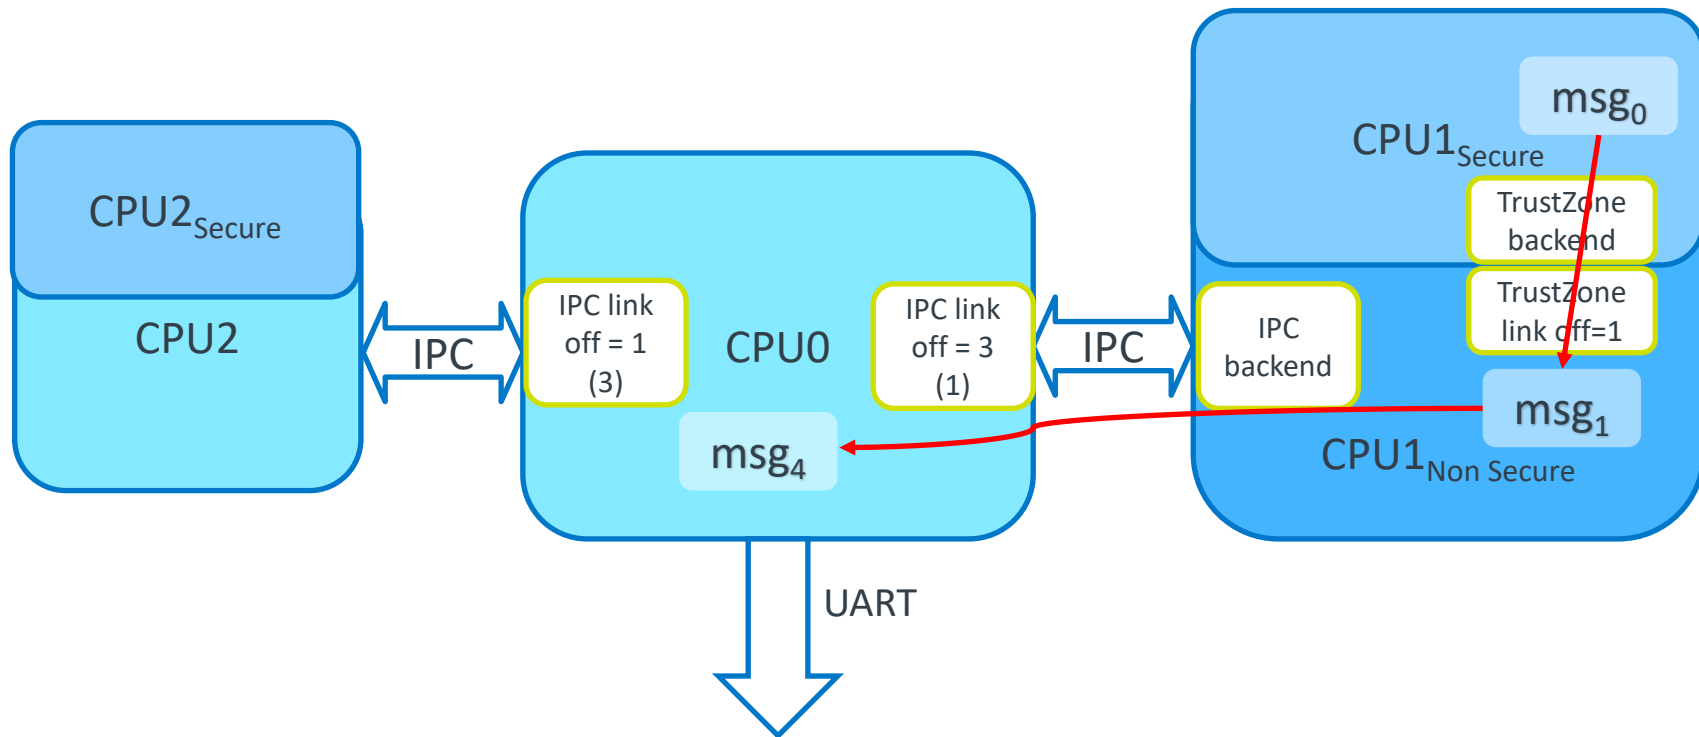 CPU2Secure
CPU2
IPC
IPC link
off = 1
(3)
CPU0
IPC link
off = 3
(1)
msg4
UART
IPC
IPC
backend
msg0
CPU1Secure
TrustZone
backend
TrustZone
link off=1
msg1
CPU1Non Secure